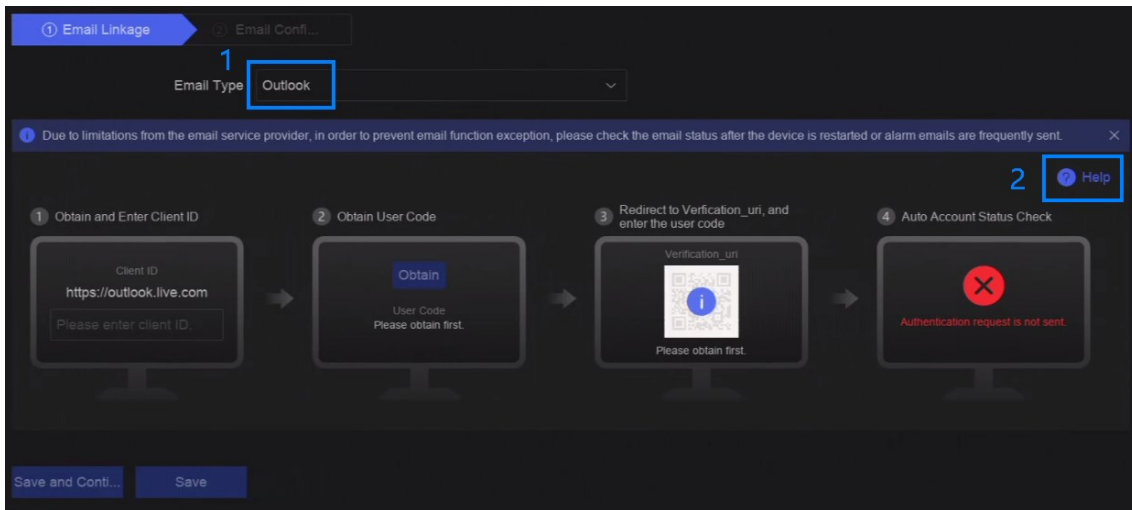 ① Email Linkage
② Email Confi...
1
Email Type
Outlook
Due to limitations from the email service provider, in order to prevent email function exception, please check the email status after the device is restarted or alarm emails are frequently sent.
2
Help
1 Obtain and Enter Client ID
Client ID
https://outlook.live.com
Please enter client ID.
2 Obtain User Code
Obtain
User Code
Please obtain first.
3 Redirect to Verfication_uri, and
enter the user code
Verification_uri
Please obtain first.
4 Auto Account Status Check
Authentication request is not sent.
Save and Conti...
Save